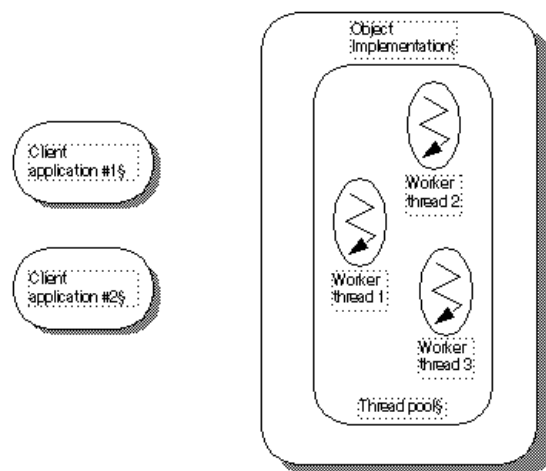 Object
Implementation§
Client
application #1§
Worker
thread 2
Client
application #2§
Worker
thread 1
Worker
thread 3
Thread pool§